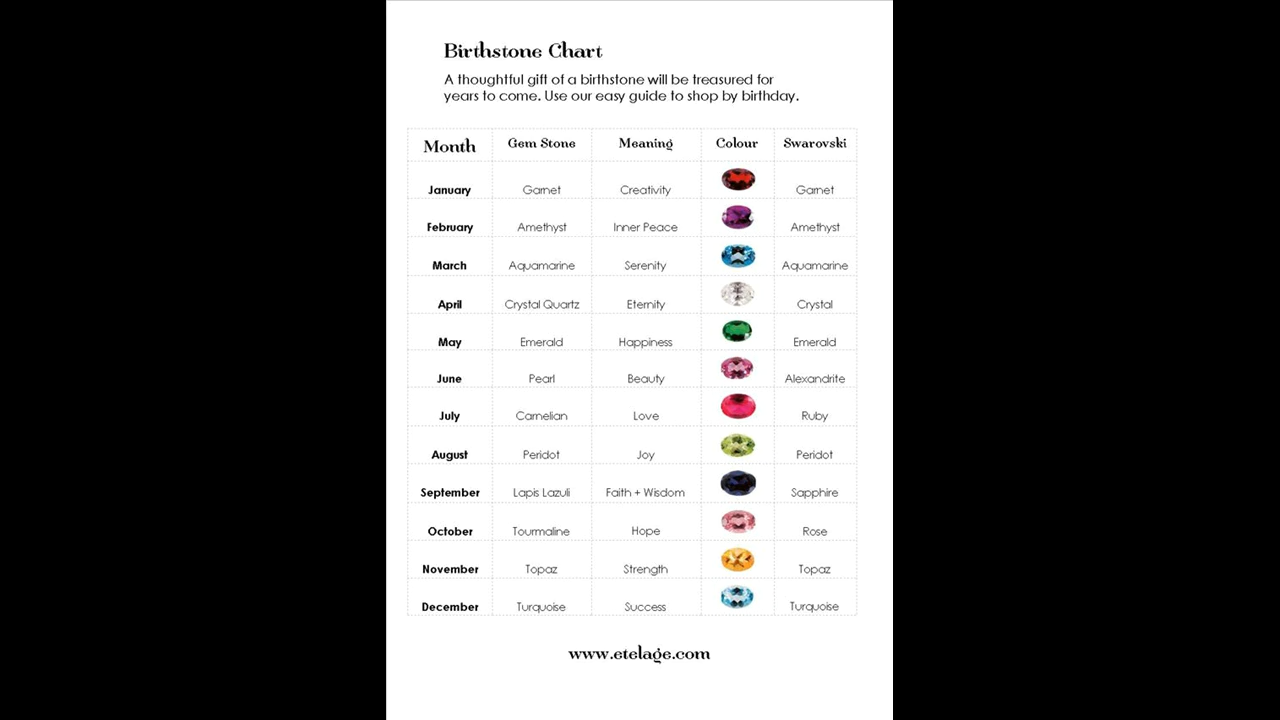 Birthstone Chart
A thoughtful gift of a birthstone will be treasured for
years to come. Use our easy guide to shop by birthday.
Month Gem Stone Meaning Colour Swarovski
January Garnet Creativity Garnet
February Amethyst Inner Peace Amethyst
March Aquamarine Serenity Aquamarine
April Crystal Quartz Eternity Crystal
May Emerald Happiness Emerald
June Pearl Beauty Alexandrite
July Carnelian Love Ruby
August Peridot Joy Peridot
September Lapis Lazuli Faith + Wisdom Sapphire
October Tourmaline Hope Rose
November Topaz Strength Topaz
December Turquoise Success Turquoise
www.etelage.com